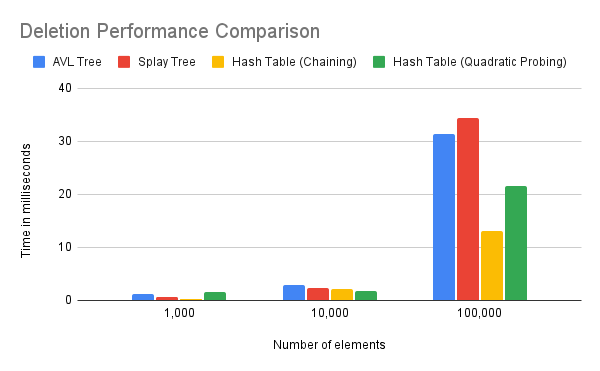 Deletion Performance Comparison
AVL Tree Splay Tree Hash Table (Chaining) Hash Table (Quadratic Probing)
Time in milliseconds
40
30
20
10
0
1,000 10,000 100,000
Number of elements